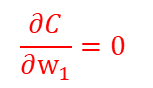 ∂C/∂w₁ = 0